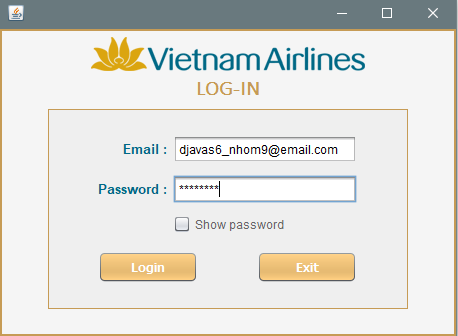 Vietnam Airlines
LOG-IN
Email : djavas6_nhom9@email.com
Password : ********
Show password
Login Exit